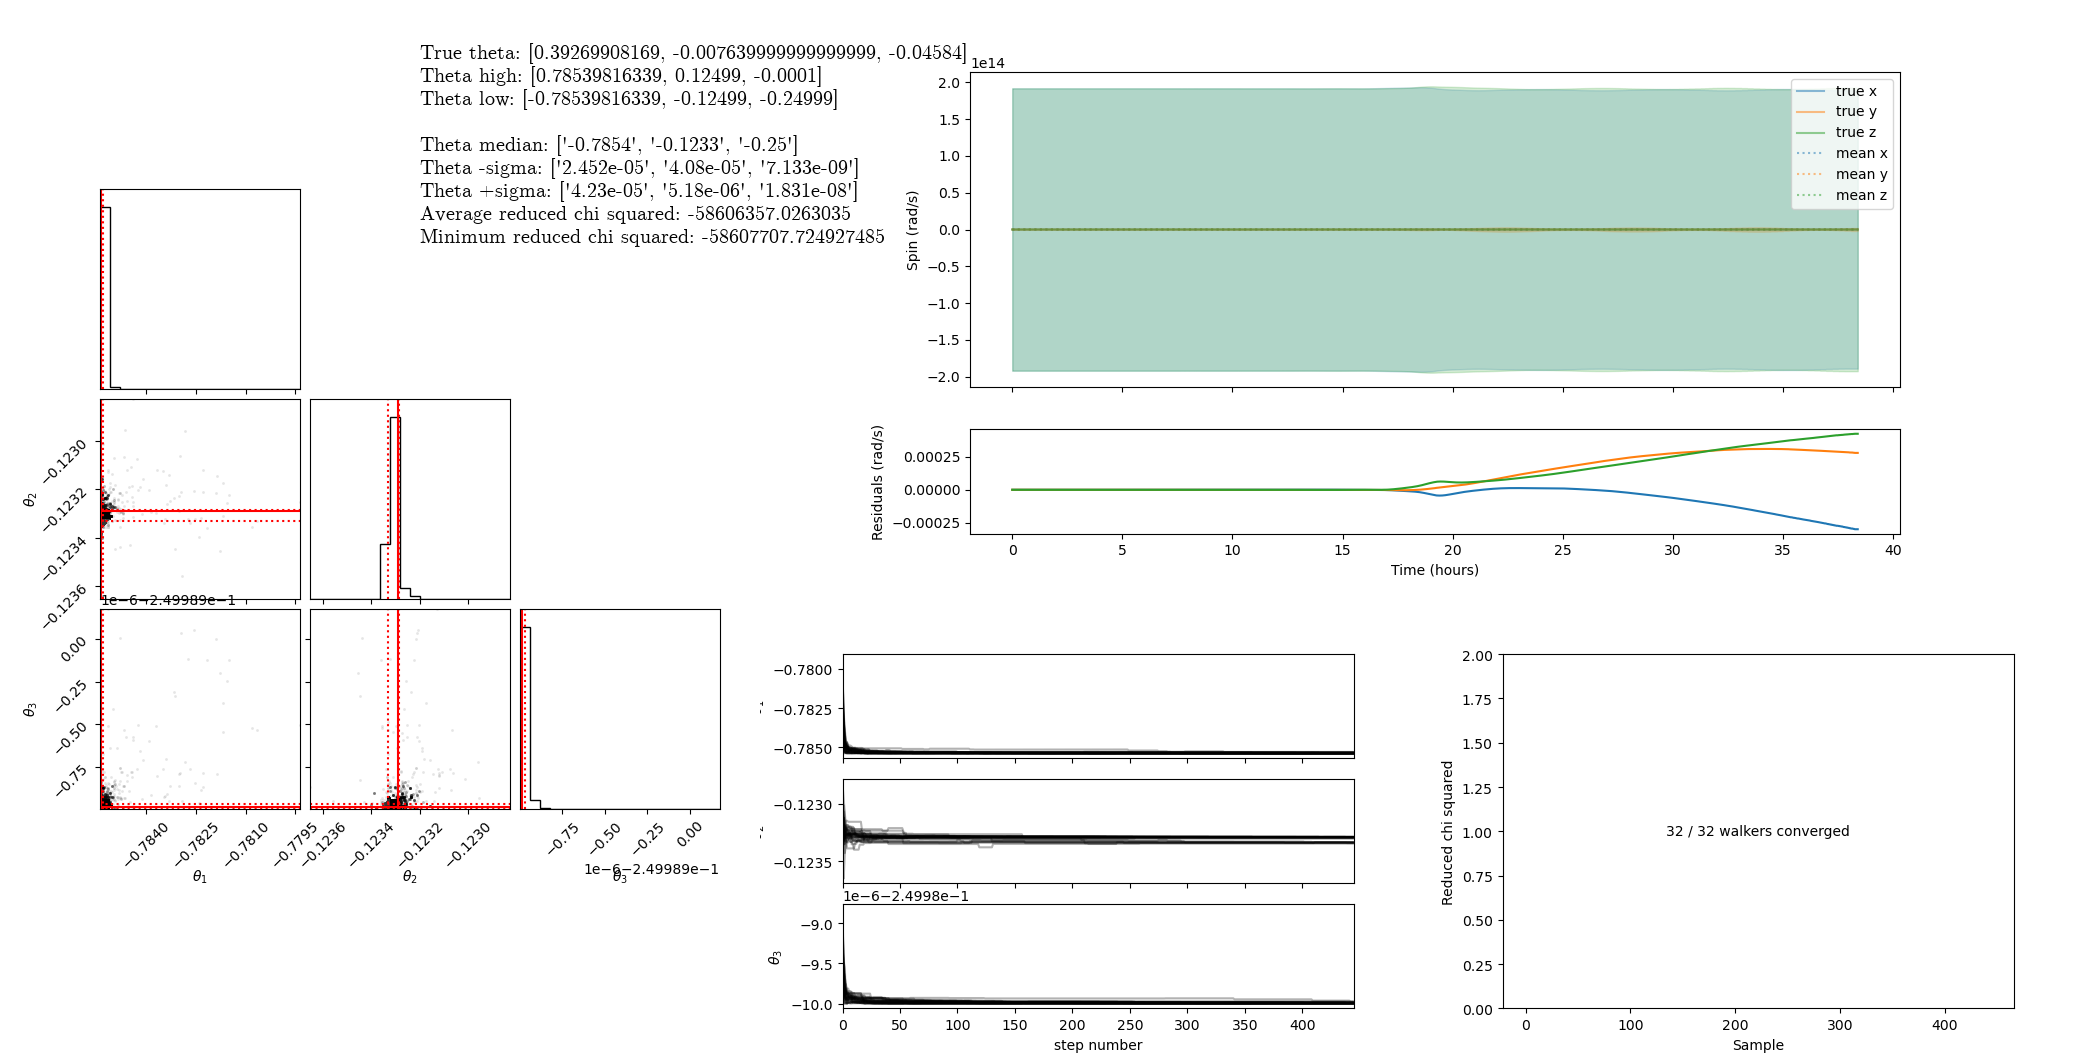 True theta: [0.39269908169, -0.007639999999999999, -0.04584]
Theta high: [0.78539816339, 0.12499, -0.0001]
Theta low: [-0.78539816339, -0.12499, -0.24999]
Theta median: ['-0.7854', '-0.1233', '-0.25']
Theta -sigma: ['2.452e-05', '4.08e-05', '7.133e-09']
Theta +sigma: ['4.23e-05', '5.18e-06', '1.831e-08']
Average reduced chi squared: -58606357.0263035
Minimum reduced chi squared: -58607707.724927485
1e14
2.0
1.5
1.0
0.5
0.0
−0.5
−1.0
−1.5
−2.0
Spin (rad/s)
true x
true y
true z
mean x
mean y
mean z
0.00025
0.00000
−0.00025
Residuals (rad/s)
0 5 10 15 20 25 30 35 40
Time (hours)
−0.1230
−0.1232
−0.1234
−0.1236
θ2
1e−6−2.49989e−1
0.00
−0.25
−0.50
−0.75
θ3
−0.7840 −0.7825 −0.7810 −0.7795
θ1
−0.1236 −0.1234 −0.1232 −0.1230
θ2
−0.75 −0.50 −0.25 0.00
1e−6−2.49989e−1
θ3
−0.7800
−0.7825
−0.7850
−0.1230
−0.1235
1e−6−2.4998e−1
−9.0
−9.5
−10.0
θ3
0 50 100 150 200 250 300 350 400
step number
2.00
1.75
1.50
1.25
1.00
0.75
0.50
0.25
0.00
Reduced chi squared
32 / 32 walkers converged
0 100 200 300 400
Sample